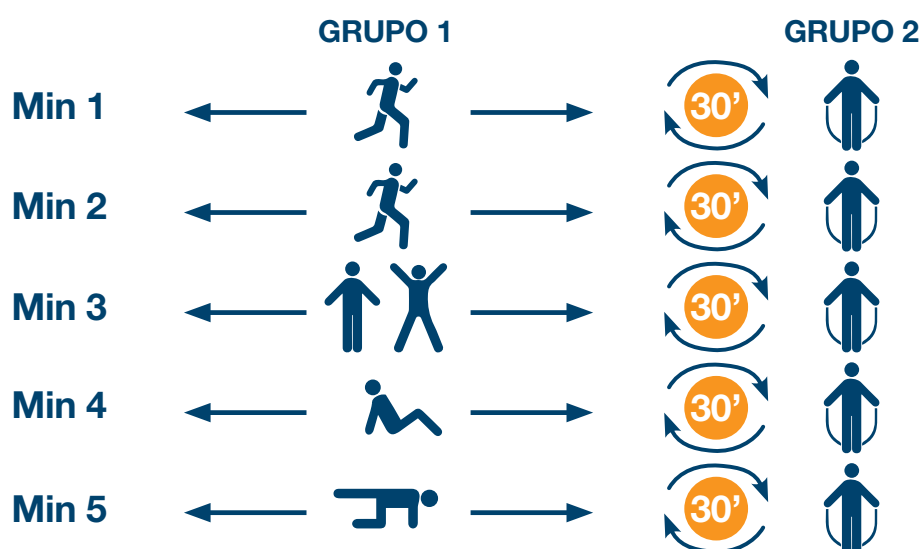 GRUPO 1 GRUPO 2
Min 1 30’
Min 2 30’
Min 3 30’
Min 4 30’
Min 5 30’